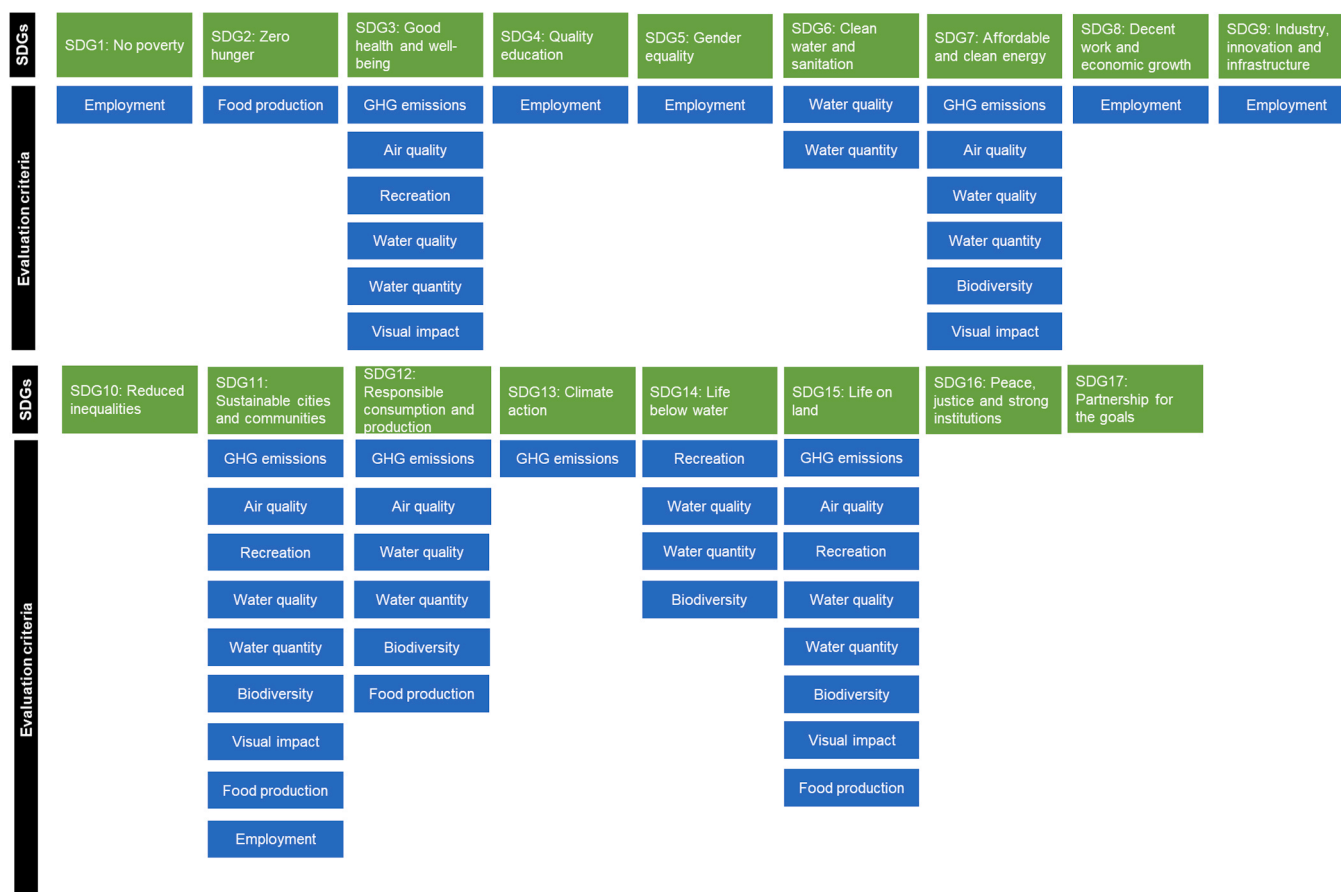 SDGs
SDG1: No poverty
SDG2: Zero
hunger
SDG3: Good
health and well-
being
SDG4: Quality
education
SDG5: Gender
equality
SDG6: Clean
water and
sanitation
SDG7: Affordable
and clean energy
SDG8: Decent
work and
economic growth
SDG9: Industry,
innovation and
infrastructure
Evaluation criteria
Employment
Food production
GHG emissions
Employment
Employment
Water quality
GHG emissions
Employment
Employment
Air quality
Water quantity
Air quality
Recreation
Water quality
Water quality
Water quantity
Water quantity
Biodiversity
Visual impact
Visual impact
SDGs
SDG10: Reduced
inequalities
SDG11:
Sustainable cities
and communities
SDG12:
Responsible
consumption and
production
SDG13: Climate
action
SDG14: Life
below water
SDG15: Life on
land
SDG16: Peace,
justice and strong
institutions
SDG17:
Partnership for
the goals
Evaluation criteria
GHG emissions
GHG emissions
GHG emissions
Recreation
GHG emissions
Air quality
Air quality
Water quality
Air quality
Recreation
Water quality
Water quantity
Recreation
Water quality
Water quantity
Biodiversity
Water quality
Water quantity
Biodiversity
Water quantity
Biodiversity
Food production
Biodiversity
Visual impact
Visual impact
Food production
Food production
Employment